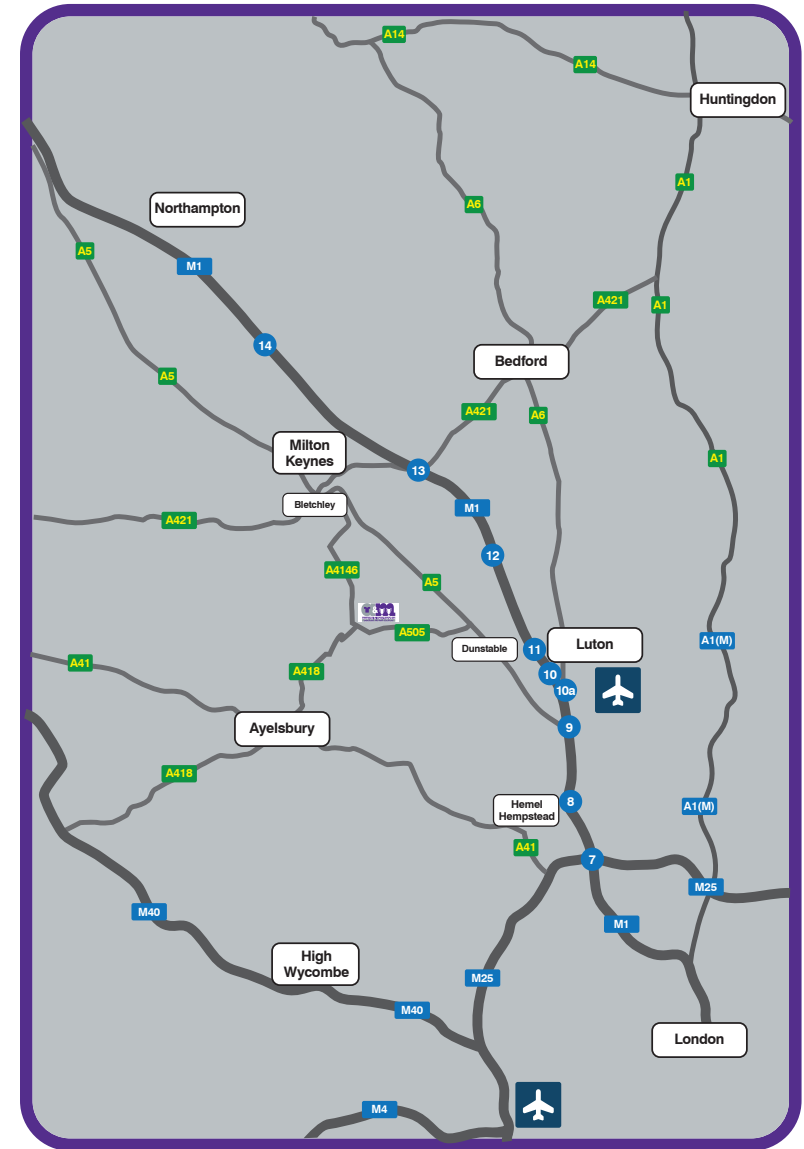 A14
A14
Huntingdon
A1
Northampton
A6
A5
M1
A421
A1
14
Bedford
A5
A421
A6
Milton
Keynes
A1
13
Bletchley
M1
A421
12
A4146
A5
A505
A1(M)
Luton
Dunstable
11
A41
A418
10
10a
Ayelsbury
9
A418
8
A1(M)
Hemel
Hempstead
A41
7
M25
M40
M1
High
Wycombe
M25
M40
London
M4